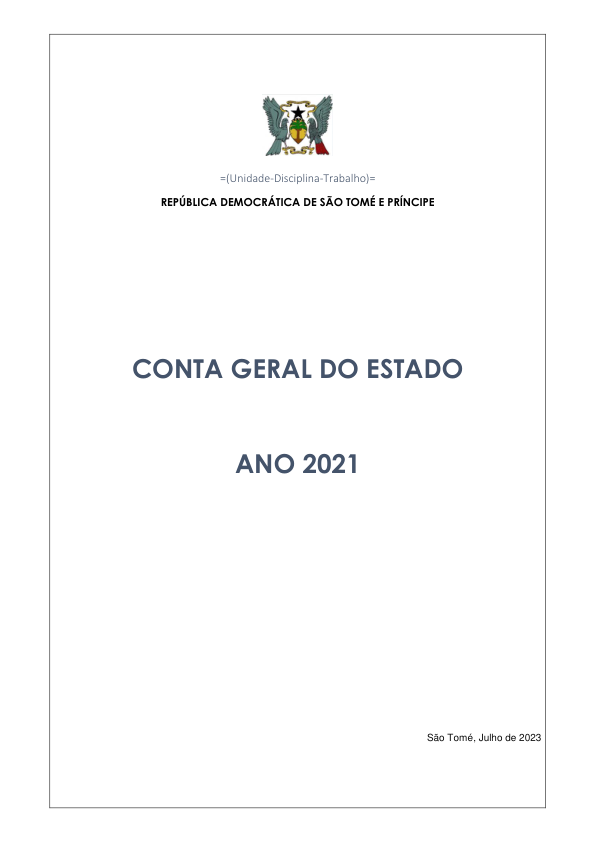 =(Unidade-Disciplina-Trabalho)=
REPÚBLICA DEMOCRÁTICA DE SÃO TOMÉ E PRÍNCIPE
CONTA GERAL DO ESTADO
ANO 2021
São Tomé, Julho de 2023